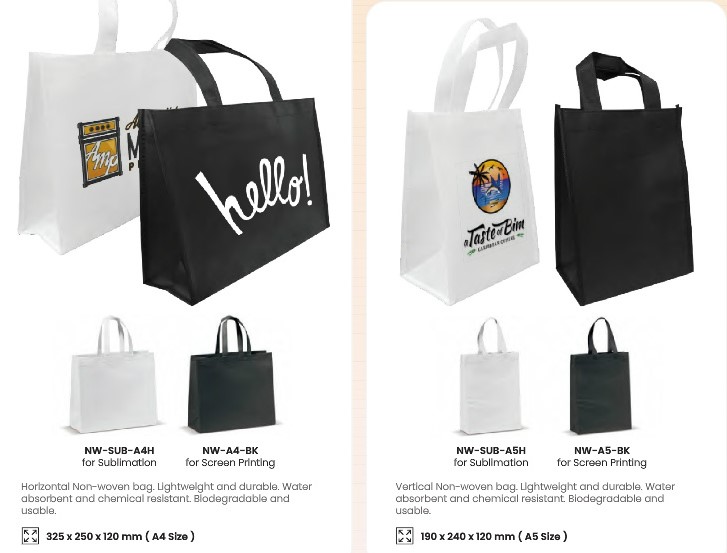 Amp
hello!
a Taste of Bim
CARIBBEAN CUISINE
NW-SUB-A4H
for Sublimation
NW-A4-BK
for Screen Printing
Horizontal Non-woven bag. Lightweight and durable. Water
absorbent and chemical resistant. Biodegradable and
usable.
325 x 250 x 120 mm ( A4 Size )
NW-SUB-A5H
for Sublimation
NW-A5-BK
for Screen Printing
Vertical Non-woven bag. Lightweight and durable. Water
absorbent and chemical resistant. Biodegradable and
usable.
190 x 240 x 120 mm ( A5 Size )